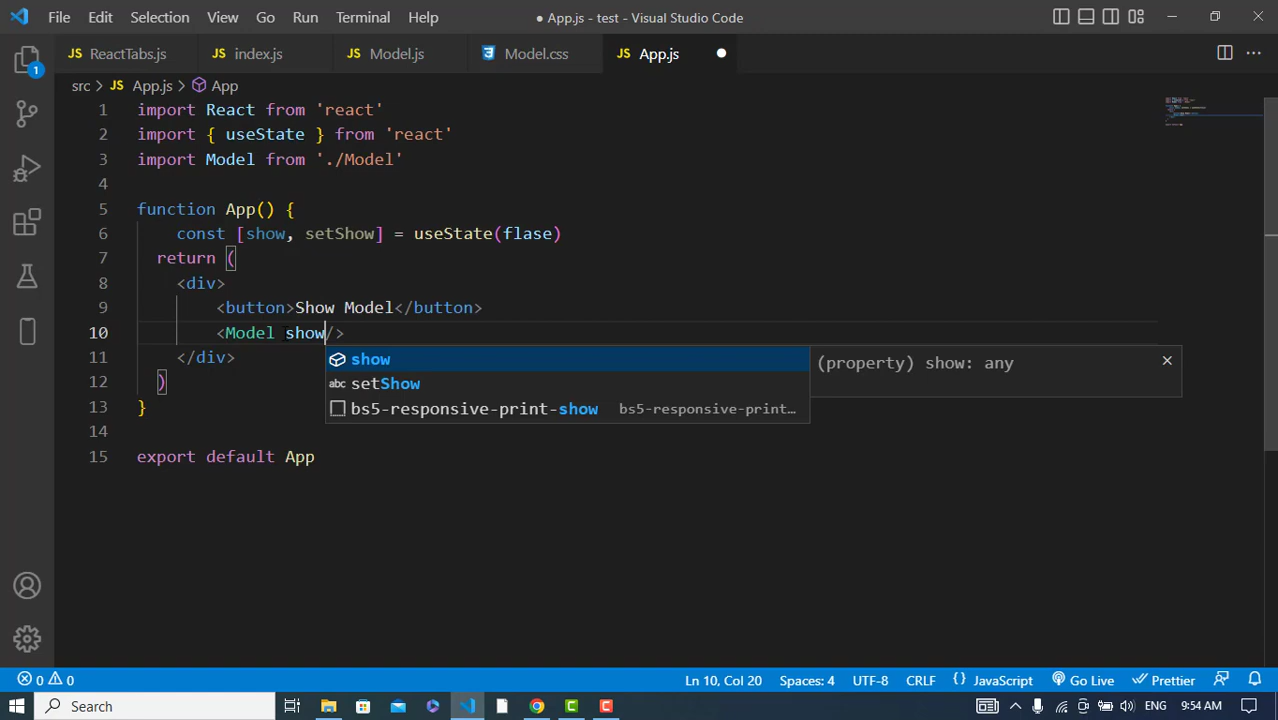 File Edit Selection View Go Run Terminal Help ● App.js - test - Visual Studio Code
JS ReactTabs.js JS index.js JS Model.js Model.css JS App.js
src > JS App.js > App
1 import React from 'react'
2 import { useState } from 'react'
3 import Model from './Model'
4
5 function App() {
6 const [show, setShow] = useState(flase)
7 return (
8 <div>
9 <button>Show Model</button>
10 <Model show/>
show (property) show: any
11 </div>
abc setShow
12 )
13 }
bs5-responsive-print-show bs5-responsive-print…
14
15 export default App
1
0 0 Ln 10, Col 20 Spaces: 4 UTF-8 CRLF {} JavaScript Go Live Prettier
Search ENG 9:54 AM